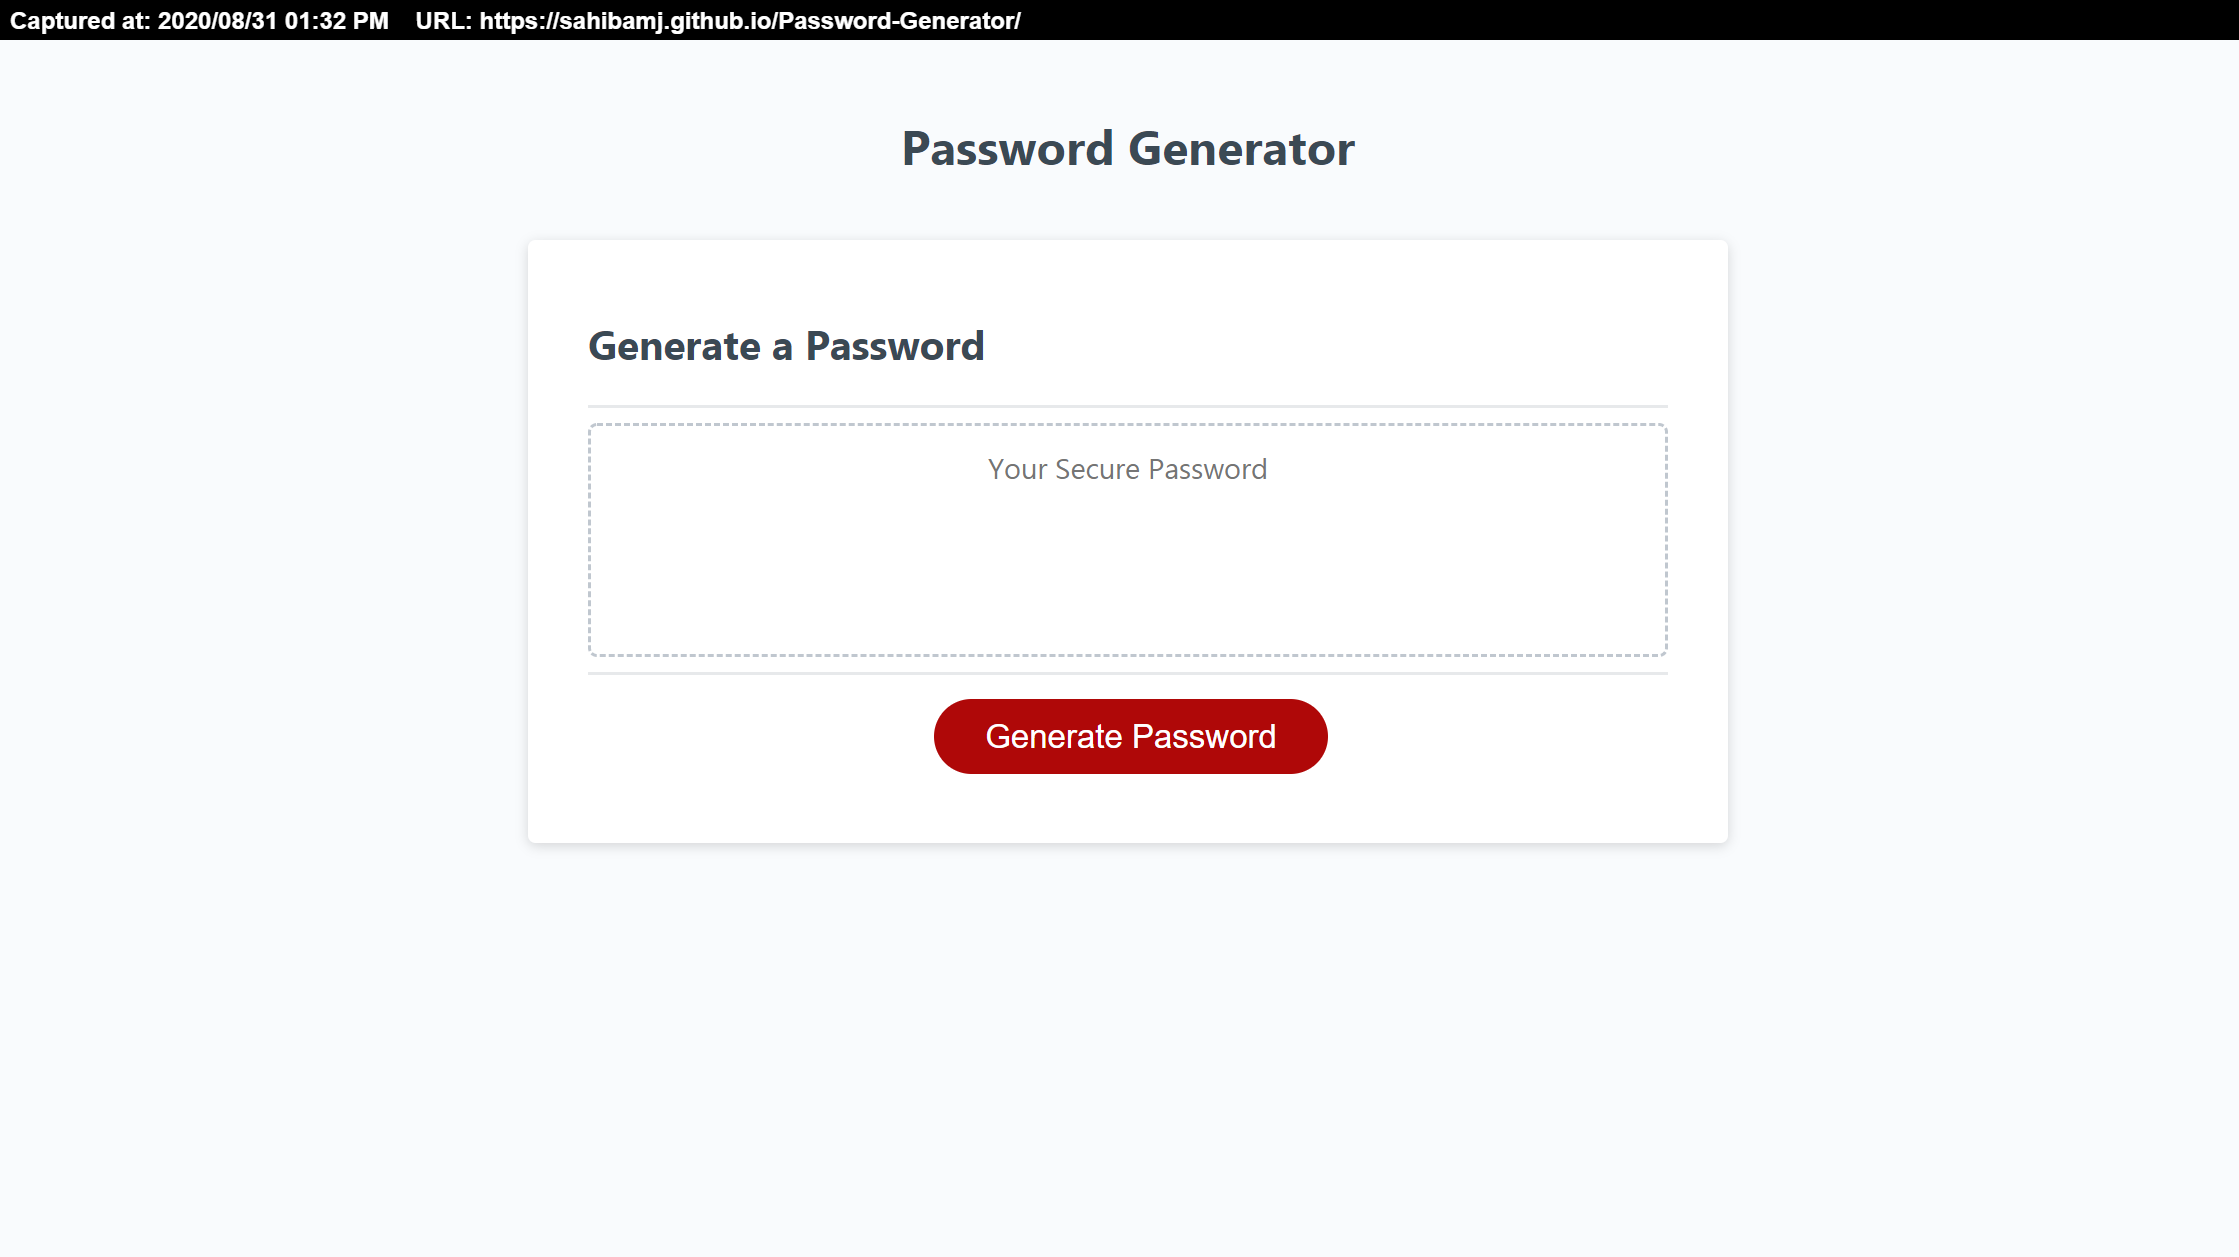 Captured at: 2020/08/31 01:32 PM    URL: https://sahibamj.github.io/Password-Generator/
Password Generator
Generate a Password
Your Secure Password
Generate Password